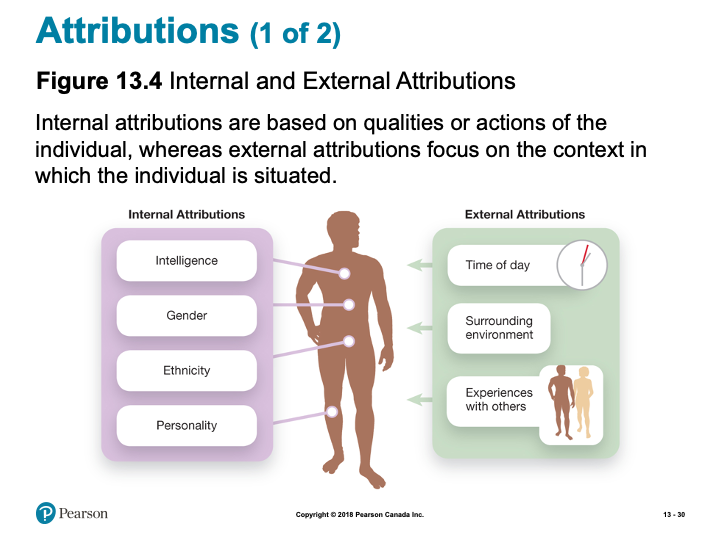 Attributions (1 of 2)
Figure 13.4 Internal and External Attributions
Internal attributions are based on qualities or actions of the
individual, whereas external attributions focus on the context in
which the individual is situated.
Internal Attributions
Intelligence
Gender
Ethnicity
Personality
External Attributions
Time of day
Surrounding
environment
Experiences
with others
P Pearson
Copyright © 2018 Pearson Canada Inc.
13 - 30